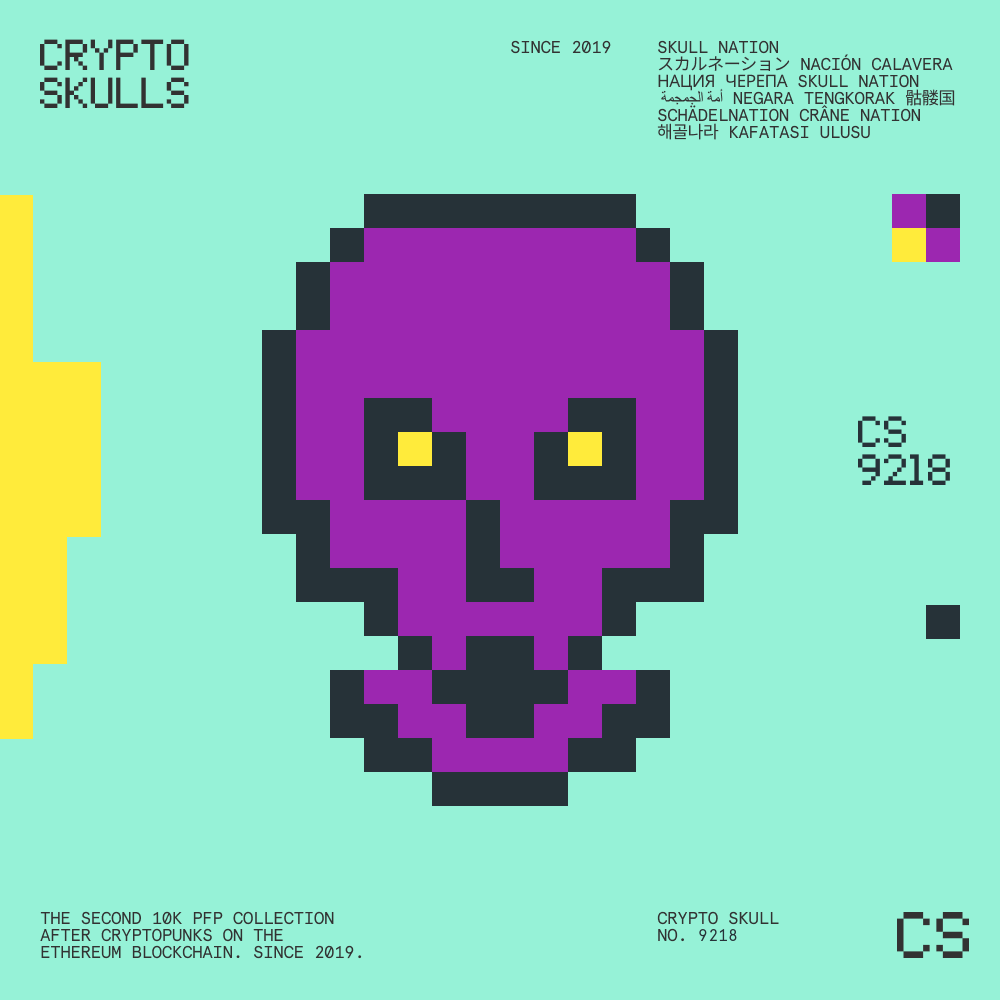 CRYPTO
SKULLS
SINCE 2019
SKULL NATION
スカルネーション NACIÓN CALAVERA
НАЦИЯ ЧЕРЕПА SKULL NATION
أمة الجمجمة NEGARA TENGKORAK 骷髅国
SCHÄDELNATION CRÂNE NATION
해골나라 KAFATASI ULUSU
CS
9218
THE SECOND 10K PFP COLLECTION
AFTER CRYPTOPUNKS ON THE
ETHEREUM BLOCKCHAIN. SINCE 2019.
CRYPTO SKULL
NO. 9218
CS